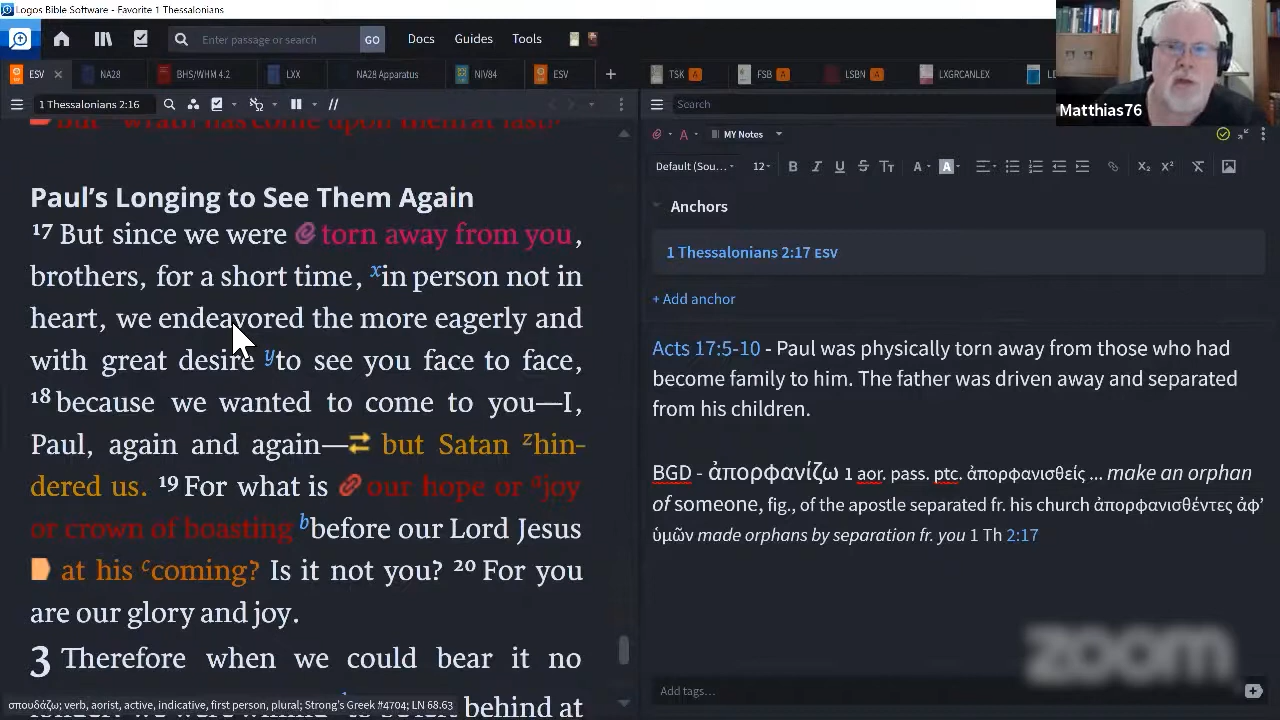 Logos Bible Software - Favorite 1 Thessalonians
Enter passage or search
GO
Docs
Guides
Tools
ESV
NA28
BHS/WHM 4.2
LXX
NA28 Apparatus
NIV84
ESV
TSK A
FSB A
LSBN A
LXGRCANLEX
1 Thessalonians 2:16
but wrath has come upon them at last
Paul’s Longing to See Them Again
17 But since we were torn away from you,
brothers, for a short time, x in person not in
heart, we endeavored the more eagerly and
with great desire y to see you face to face,
18 because we wanted to come to you—I,
Paul, again and again— but Satan z hin-
dered us. 19 For what is our hope or a joy
or crown of boasting b before our Lord Jesus
at his c coming? Is it not you? 20 For you
are our glory and joy.
3 Therefore when we could bear it no
behind at
σπουδάζω; verb, aorist, active, indicative, first person, plural; Strong's Greek #4704; LN 68.63
Search
MY Notes
Default (Sou...
12
Anchors
1 Thessalonians 2:17 ESV
+ Add anchor
Acts 17:5-10 - Paul was physically torn away from those who had
become family to him. The father was driven away and separated
from his children.
BGD - ἀπορφανίζω 1 aor. pass. ptc. ἀπορφανισθείς ... make an orphan
of someone, fig., of the apostle separated fr. his church ἀπορφανισθέντες ἀφ’
ὑμῶν made orphans by separation fr. you 1 Th 2:17
Add tags...
Matthias76
zoom